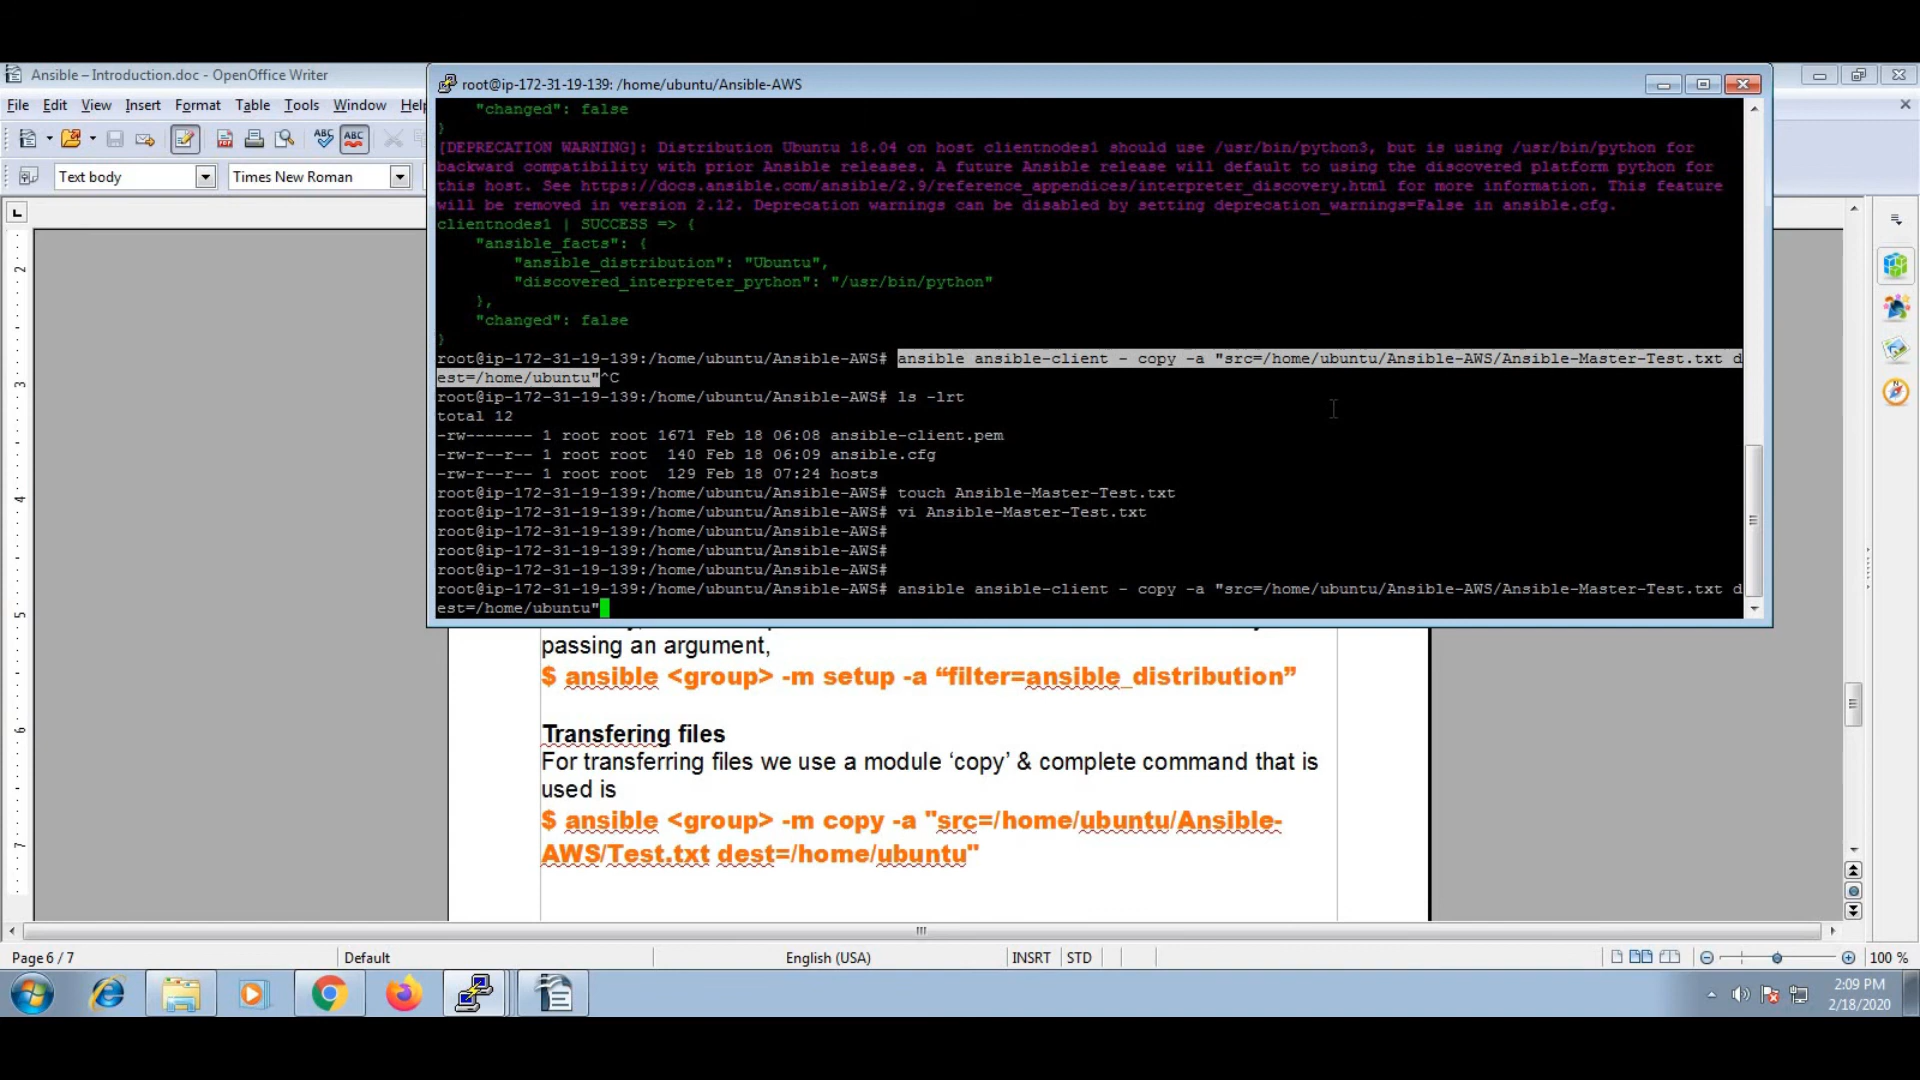 Ansible – Introduction.doc - OpenOffice Writer
File Edit View Insert Format Table Tools Window Help
Text body
Times New Roman
root@ip-172-31-19-139: /home/ubuntu/Ansible-AWS
"changed": false
}
[DEPRECATION WARNING]: Distribution Ubuntu 18.04 on host clientnodes1 should use /usr/bin/python3, but is using /usr/bin/python for
backward compatibility with prior Ansible releases. A future Ansible release will default to using the discovered platform python for
this host. See https://docs.ansible.com/ansible/2.9/reference_appendices/interpreter_discovery.html for more information. This feature
will be removed in version 2.12. Deprecation warnings can be disabled by setting deprecation_warnings=False in ansible.cfg.
clientnodes1 | SUCCESS => {
"ansible_facts": {
"ansible_distribution": "Ubuntu",
"discovered_interpreter_python": "/usr/bin/python"
},
"changed": false
}
root@ip-172-31-19-139:/home/ubuntu/Ansible-AWS# ansible ansible-client - copy -a "src=/home/ubuntu/Ansible-AWS/Ansible-Master-Test.txt d
est=/home/ubuntu"^C
root@ip-172-31-19-139:/home/ubuntu/Ansible-AWS# ls -lrt
total 12
-rw------- 1 root root 1671 Feb 18 06:08 ansible-client.pem
-rw-r--r-- 1 root root 140 Feb 18 06:09 ansible.cfg
-rw-r--r-- 1 root root 129 Feb 18 07:24 hosts
root@ip-172-31-19-139:/home/ubuntu/Ansible-AWS# touch Ansible-Master-Test.txt
root@ip-172-31-19-139:/home/ubuntu/Ansible-AWS# vi Ansible-Master-Test.txt
root@ip-172-31-19-139:/home/ubuntu/Ansible-AWS#
root@ip-172-31-19-139:/home/ubuntu/Ansible-AWS#
root@ip-172-31-19-139:/home/ubuntu/Ansible-AWS#
root@ip-172-31-19-139:/home/ubuntu/Ansible-AWS# ansible ansible-client - copy -a "src=/home/ubuntu/Ansible-AWS/Ansible-Master-Test.txt d
est=/home/ubuntu"
passing an argument,
$ ansible <group> -m setup -a “filter=ansible_distribution”
Transfering files
For transferring files we use a module ‘copy’ & complete command that is
used is
$ ansible <group> -m copy -a "src=/home/ubuntu/Ansible-
AWS/Test.txt dest=/home/ubuntu"
2
3
4
5
6
7
Page 6 / 7 Default English (USA) INSRT STD 100 %
2:09 PM
2/18/2020